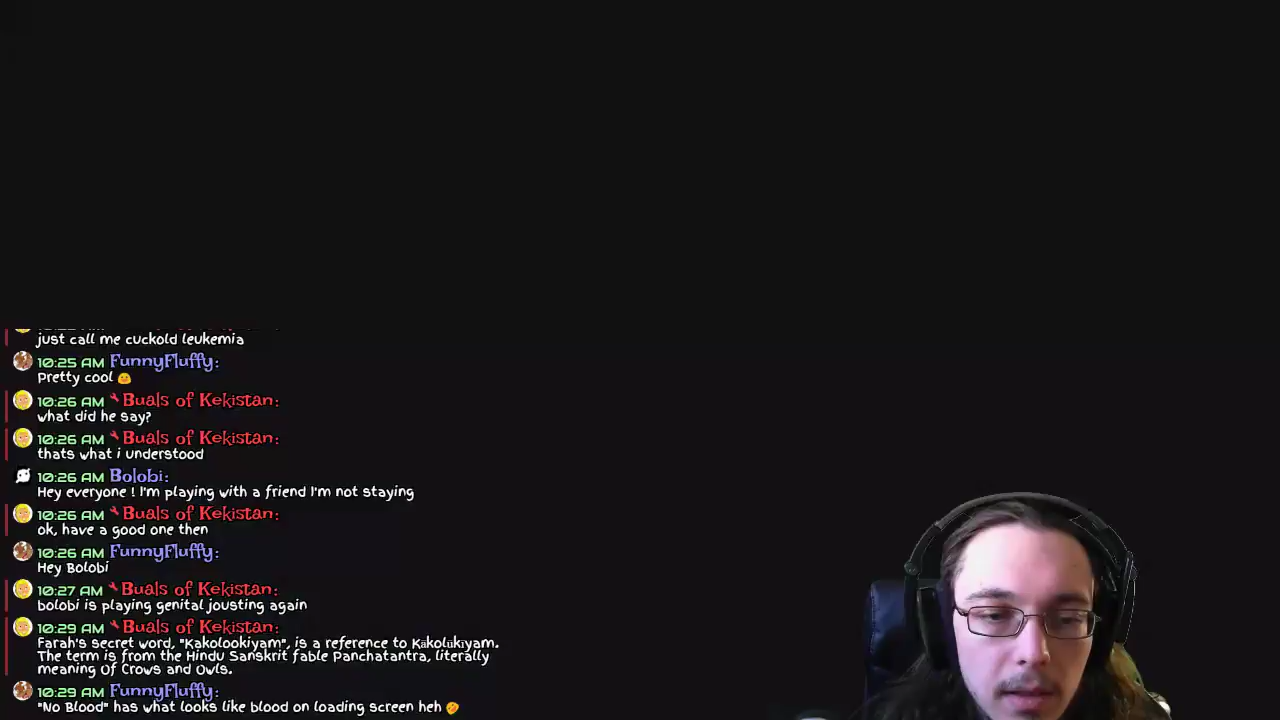 just call me cuckold leukemia
10:25 AM FunnyFluffy:
Pretty cool
10:26 AM Buals of Kekistan:
what did he say?
10:26 AM Buals of Kekistan:
thats what i understood
10:26 AM Bolobi:
Hey everyone ! I'm playing with a friend I'm not staying
10:26 AM Buals of Kekistan:
ok, have a good one then
10:26 AM FunnyFluffy:
Hey Bolobi
10:27 AM Buals of Kekistan:
bolobi is playing genital jousting again
10:29 AM Buals of Kekistan:
Farah's secret word, "Kakolookiyam", is a reference to Kākolūkīyam.
The term is from the Hindu Sanskrit fable Panchatantra, literally
meaning Of Crows and Owls.
10:29 AM FunnyFluffy:
"No Blood" has what looks like blood on loading screen heh